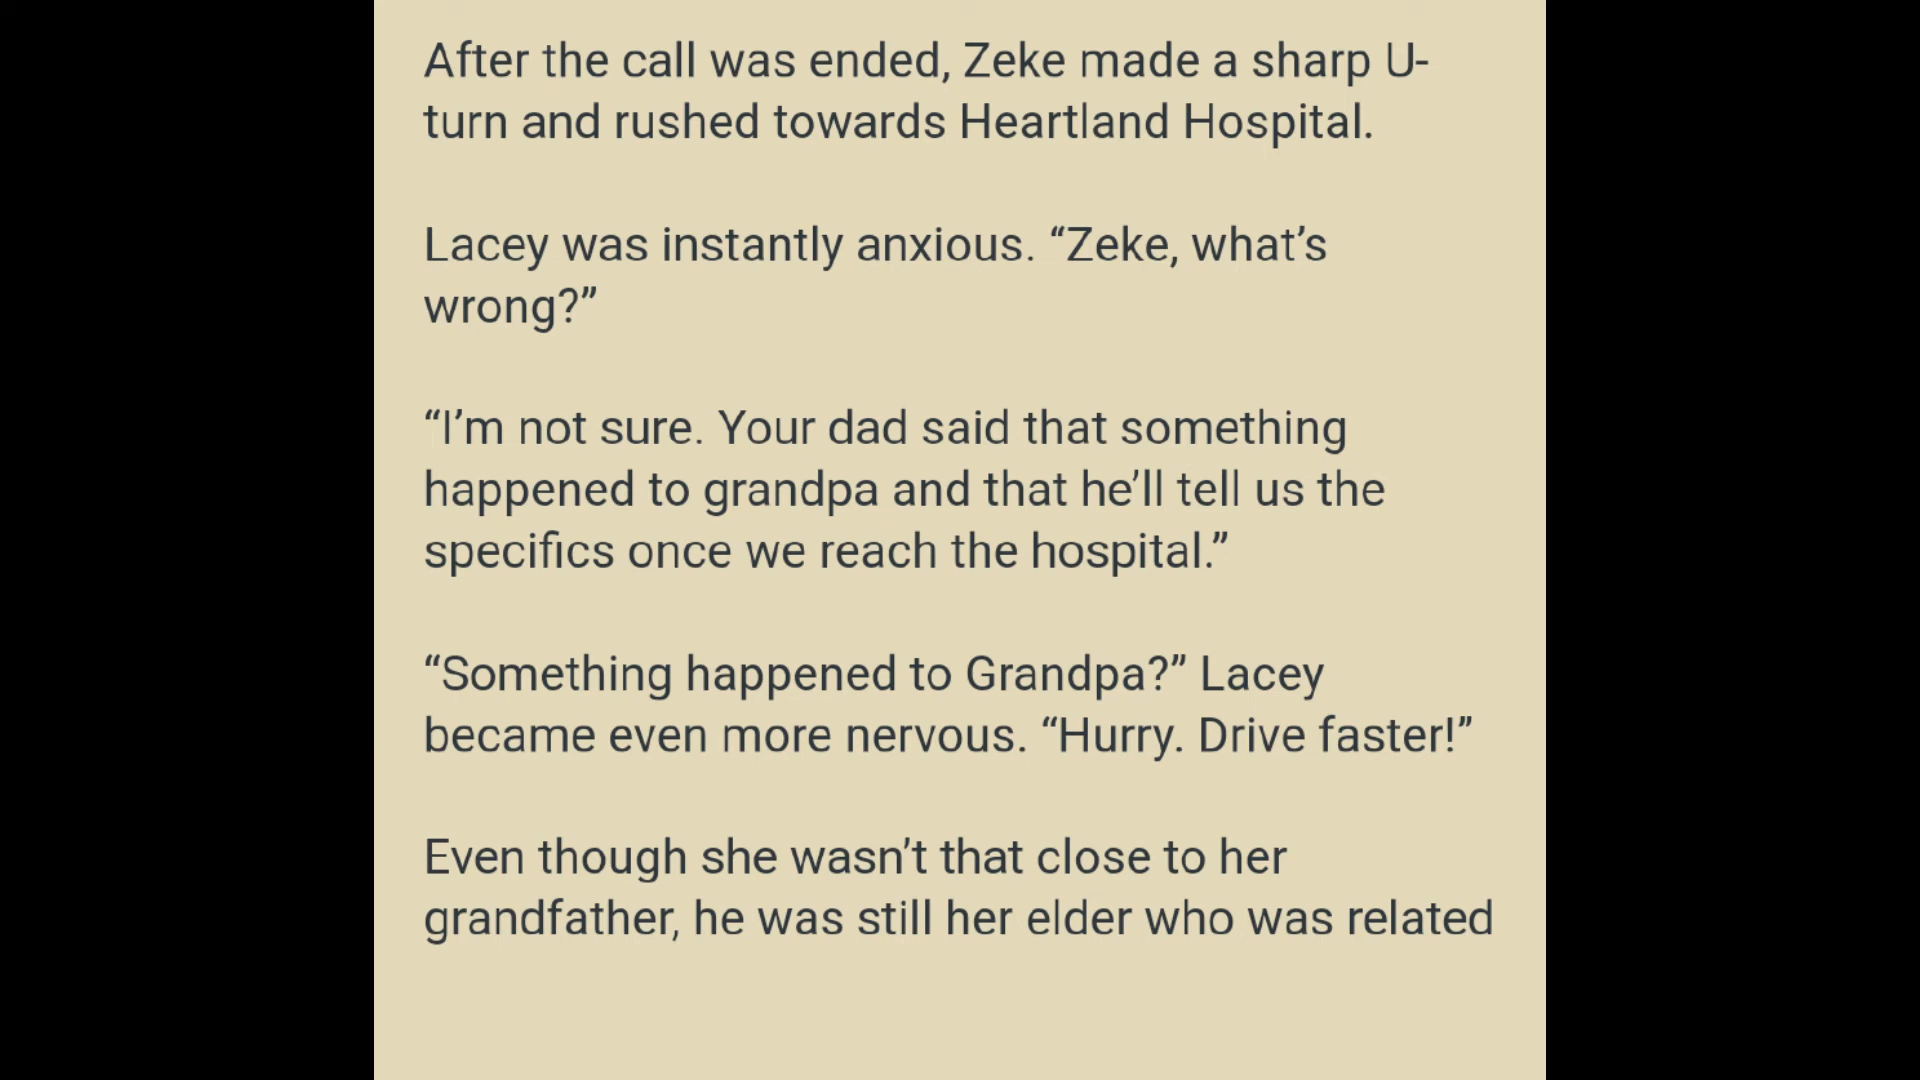 After the call was ended, Zeke made a sharp U-
turn and rushed towards Heartland Hospital.
Lacey was instantly anxious. “Zeke, what’s
wrong?”
“I’m not sure. Your dad said that something
happened to grandpa and that he’ll tell us the
specifics once we reach the hospital.”
“Something happened to Grandpa?” Lacey
became even more nervous. “Hurry. Drive faster!”
Even though she wasn’t that close to her
grandfather, he was still her elder who was related